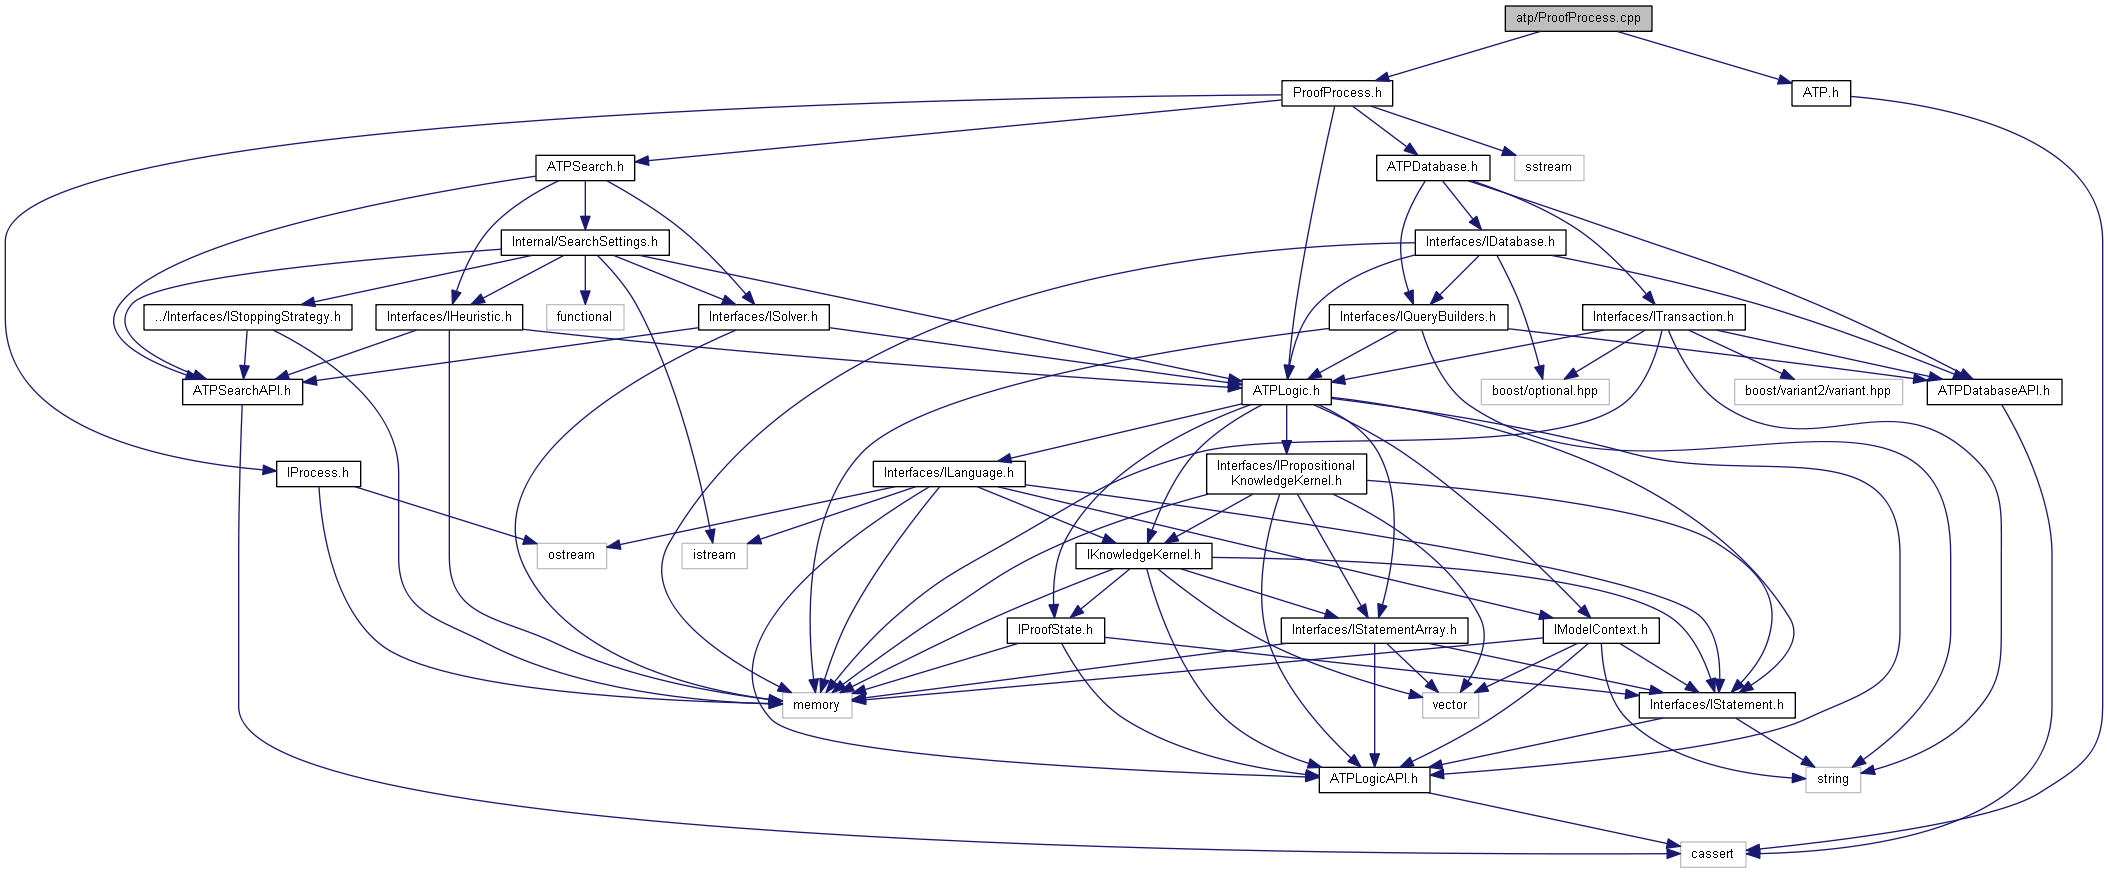 atp/ProofProcess.cpp
ProofProcess.h
ATP.h
ATPSearch.h
ATPDatabase.h
sstream
Internal/SearchSettings.h
Interfaces/IDatabase.h
../Interfaces/IStoppingStrategy.h
Interfaces/IHeuristic.h
functional
Interfaces/ISolver.h
Interfaces/IQueryBuilders.h
Interfaces/ITransaction.h
ATPSearchAPI.h
ATPLogic.h
boost/optional.hpp
boost/variant2/variant.hpp
ATPDatabaseAPI.h
IProcess.h
Interfaces/ILanguage.h
Interfaces/IPropositional
KnowledgeKernel.h
ostream
istream
IKnowledgeKernel.h
IProofState.h
Interfaces/IStatementArray.h
IModelContext.h
memory
vector
Interfaces/IStatement.h
ATPLogicAPI.h
string
cassert